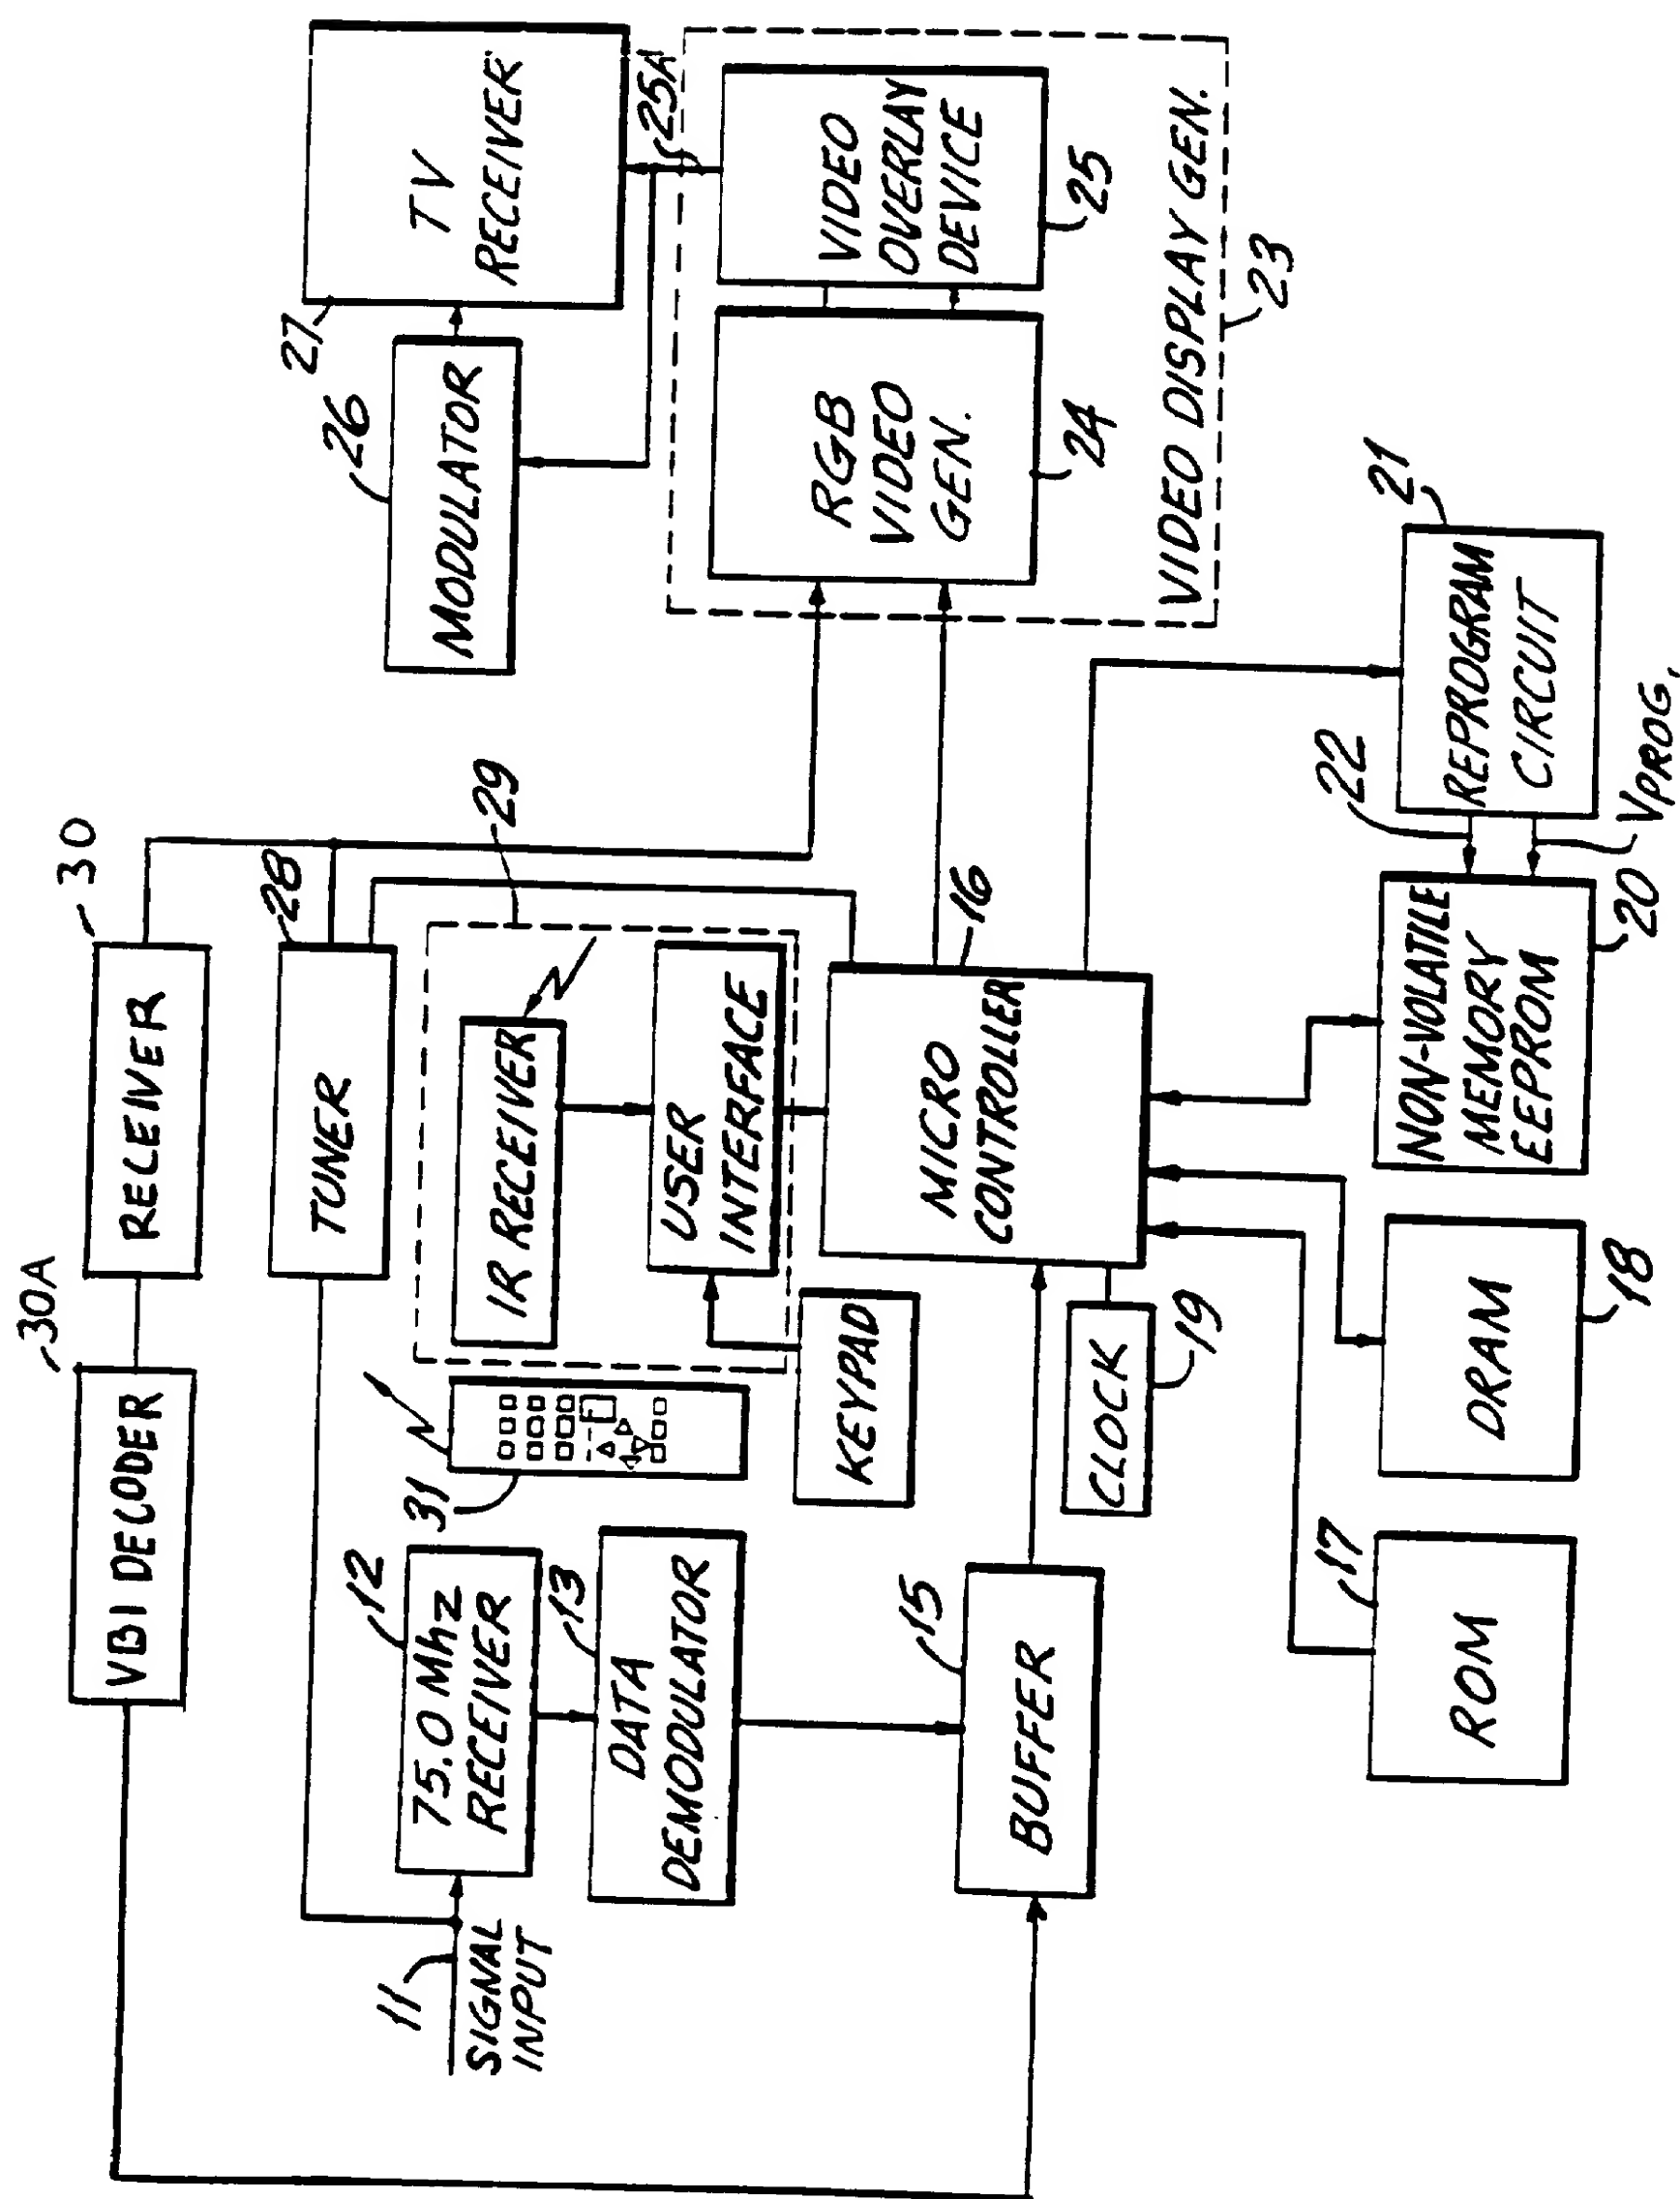 30A
VBI DECODER
RELEIVER
30
TUNER
28
11
SIGNAL
INPUT
12
75.0 Mhz
RECEIVER
13
DATA
DEMODULATOR
31
29
IR RECEIVER
USER
INTERFACE
KEYPAD
15
BUFFER
CLOCK
19
MICRO
CONTROLLER
16
17
ROM
DRAM
18
NON-VOLATILE
MEMORY
EEPROM
20
22
VPROG.
REPROGRAM
CIRCUIT
21
26
MODULATOR
27
TV
RECEIVER
25A
RGB
VIDEO
GEN.
24
VIDEO
OVERLAY
DEVICE
25
VIDEO DISPLAY GEN.
23